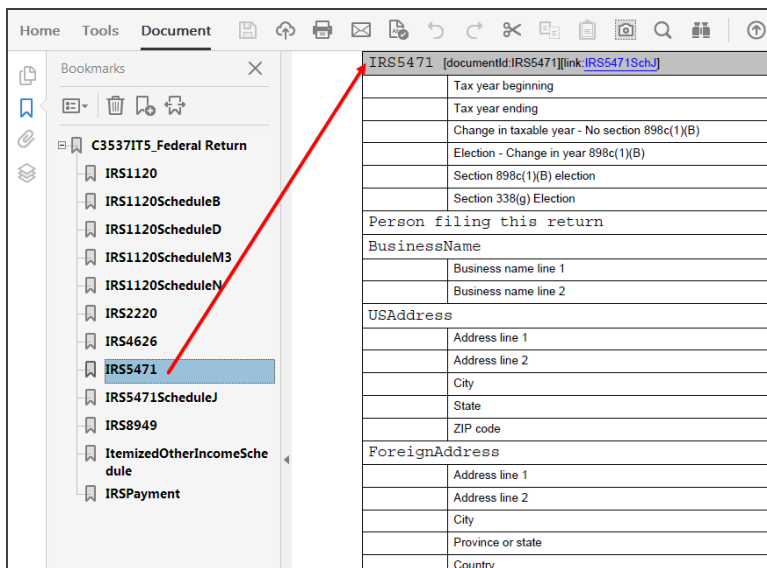 Home Tools Document
Bookmarks
C3537IT5_Federal Return
IRS1120
IRS1120ScheduleB
IRS1120ScheduleD
IRS1120ScheduleM3
IRS1120ScheduleN
IRS2220
IRS4626
IRS5471
IRS5471ScheduleJ
IRS8949
ItemizedOtherIncomeSche
dule
IRSPayment
IRS5471 [documentId:IRS5471][link:IRS5471SchJ]
Tax year beginning
Tax year ending
Change in taxable year - No section 898c(1)(B)
Election - Change in year 898c(1)(B)
Section 898c(1)(B) election
Section 338(g) Election
Person filing this return
BusinessName
Business name line 1
Business name line 2
USAddress
Address line 1
Address line 2
City
State
ZIP code
ForeignAddress
Address line 1
Address line 2
City
Province or state
Country